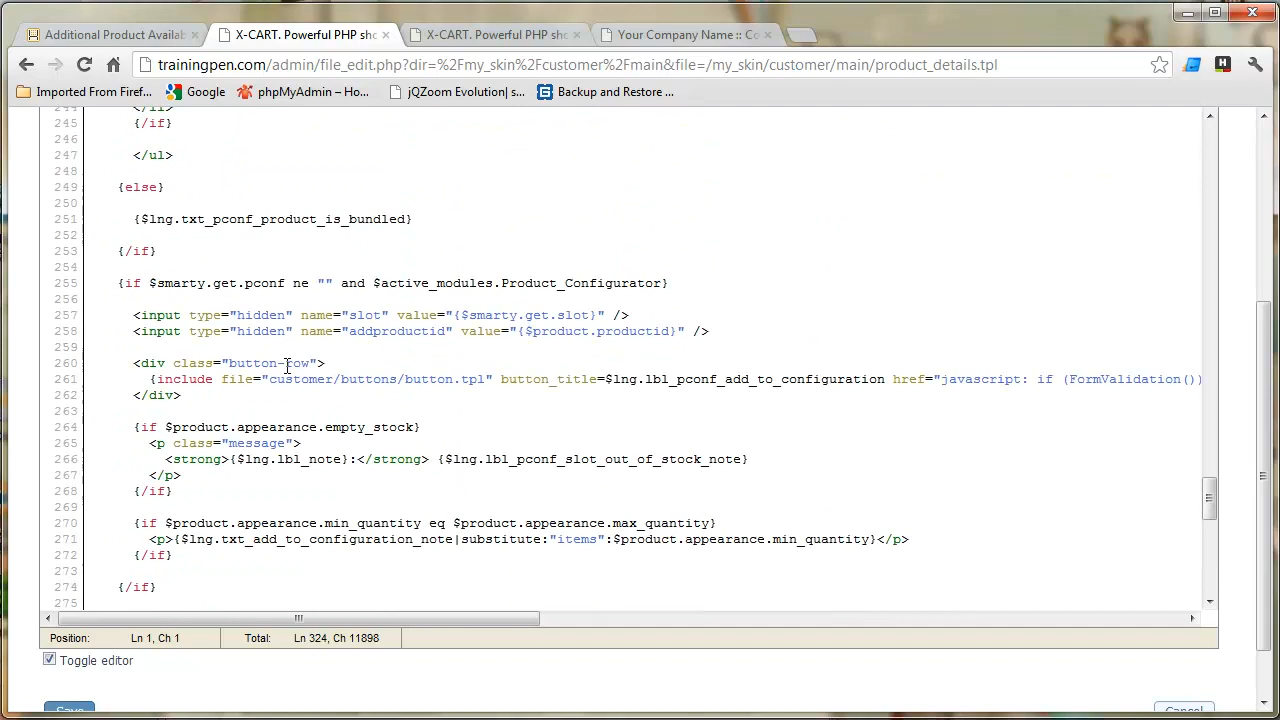 Additional Product Availab
X-CART. Powerful PHP sho
X-CART. Powerful PHP sho
Your Company Name :: Co
trainingpen.com/admin/file_edit.php?dir=%2Fmy_skin%2Fcustomer%2Fmain&file=/my_skin/customer/main/product_details.tpl
Imported From Firef... Google phpMyAdmin – Ho... jQZoom Evolution| s... Backup and Restore ...
244
245 {/if}
246
247 </ul>
248
249 {else}
250
251 {$lng.txt_pconf_product_is_bundled}
252
253 {/if}
254
255 {if $smarty.get.pconf ne "" and $active_modules.Product_Configurator}
256
257 <input type="hidden" name="slot" value="{$smarty.get.slot}" />
258 <input type="hidden" name="addproductid" value="{$product.productid}" />
259
260 <div class="button-row">
261 {include file="customer/buttons/button.tpl" button_title=$lng.lbl_pconf_add_to_configuration href="javascript: if (FormValidation())
262 </div>
263
264 {if $product.appearance.empty_stock}
265 <p class="message">
266 <strong>{$lng.lbl_note}:</strong> {$lng.lbl_pconf_slot_out_of_stock_note}
267 </p>
268 {/if}
269
270 {if $product.appearance.min_quantity eq $product.appearance.max_quantity}
271 <p>{$lng.txt_add_to_configuration_note|substitute:"items":$product.appearance.min_quantity}</p>
272 {/if}
273
274 {/if}
275
Position: Ln 1, Ch 1 Total: Ln 324, Ch 11898
Toggle editor
Save Cancel